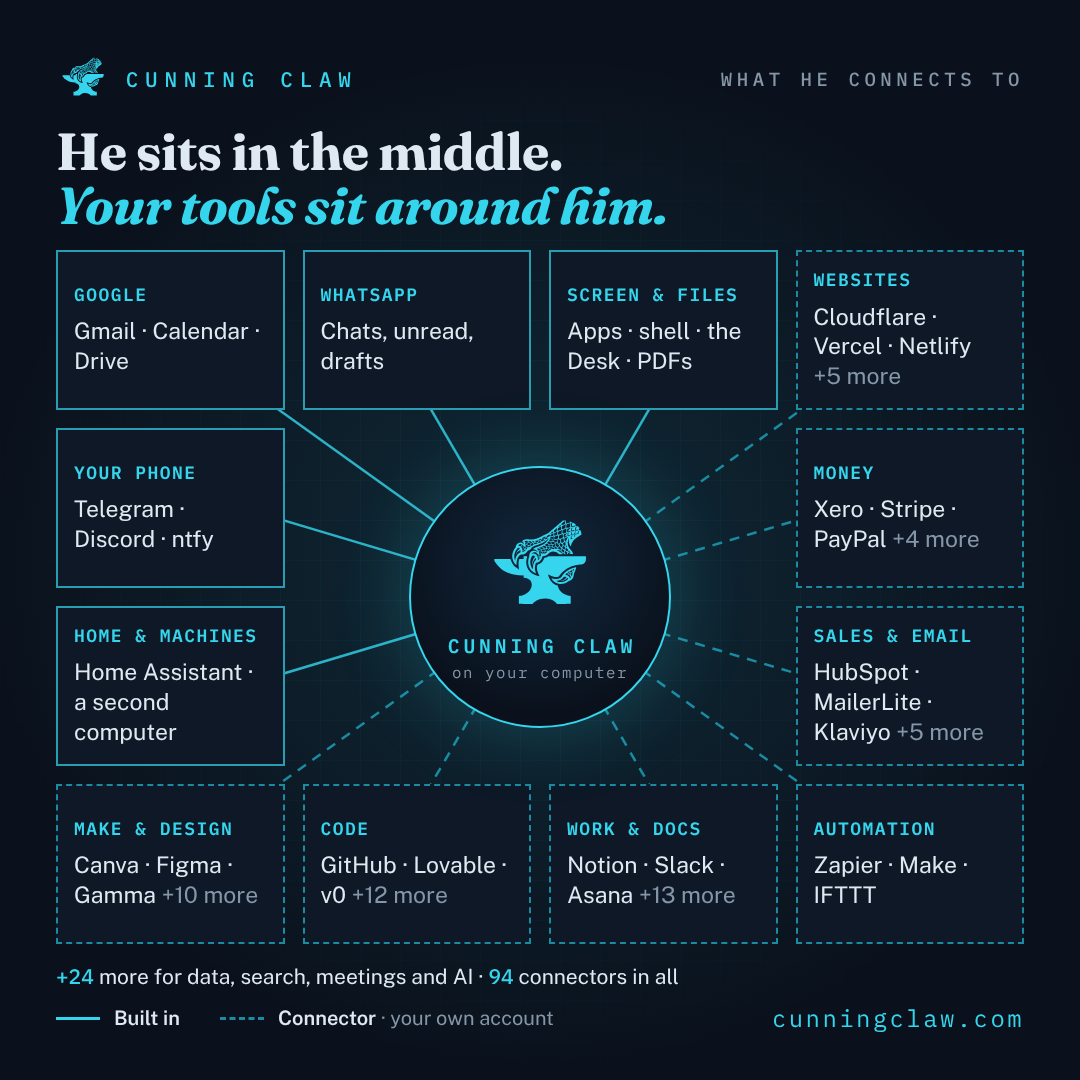 CUNNING CLAW
WHAT HE CONNECTS TO
He sits in the middle.
Your tools sit around him.
GOOGLE
Gmail · Calendar ·
Drive
WHATSAPP
Chats, unread,
drafts
SCREEN & FILES
Apps · shell · the
Desk · PDFs
WEBSITES
Cloudflare ·
Vercel · Netlify
+5 more
YOUR PHONE
Telegram ·
Discord · ntfy
MONEY
Xero · Stripe ·
PayPal +4 more
HOME & MACHINES
Home Assistant ·
a second
computer
CUNNING CLAW
on your computer
SALES & EMAIL
HubSpot ·
MailerLite ·
Klaviyo +5 more
MAKE & DESIGN
Canva · Figma ·
Gamma +10 more
CODE
GitHub · Lovable ·
v0 +12 more
WORK & DOCS
Notion · Slack ·
Asana +13 more
AUTOMATION
Zapier · Make ·
IFTTT
+24 more for data, search, meetings and AI · 94 connectors in all
Built in
Connector · your own account
cunningclaw.com